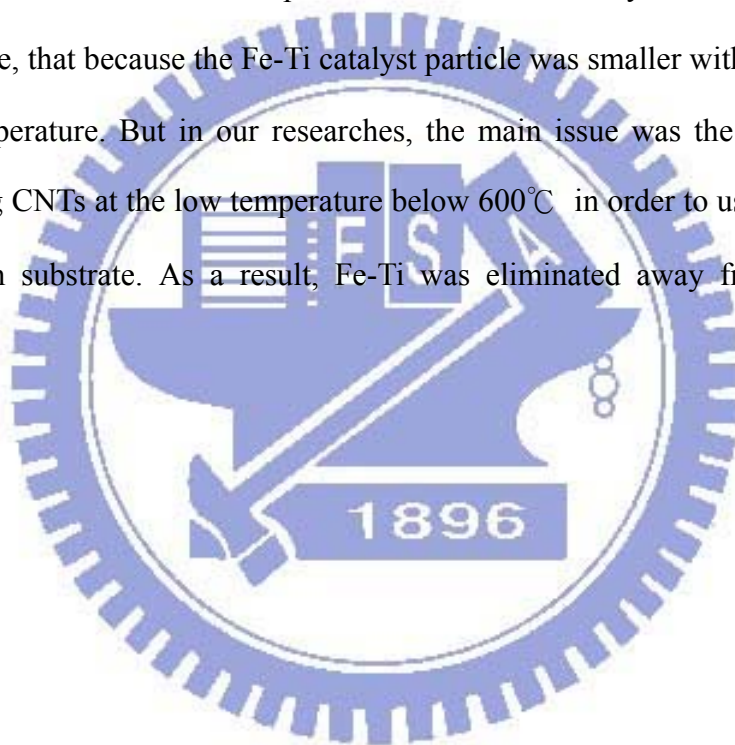 e, that because the Fe-Ti catalyst particle was smaller with
perature. But in our researches, the main issue was the
g CNTs at the low temperature below 600℃ in order to us
n substrate. As a result, Fe-Ti was eliminated away fr
E S A
1896